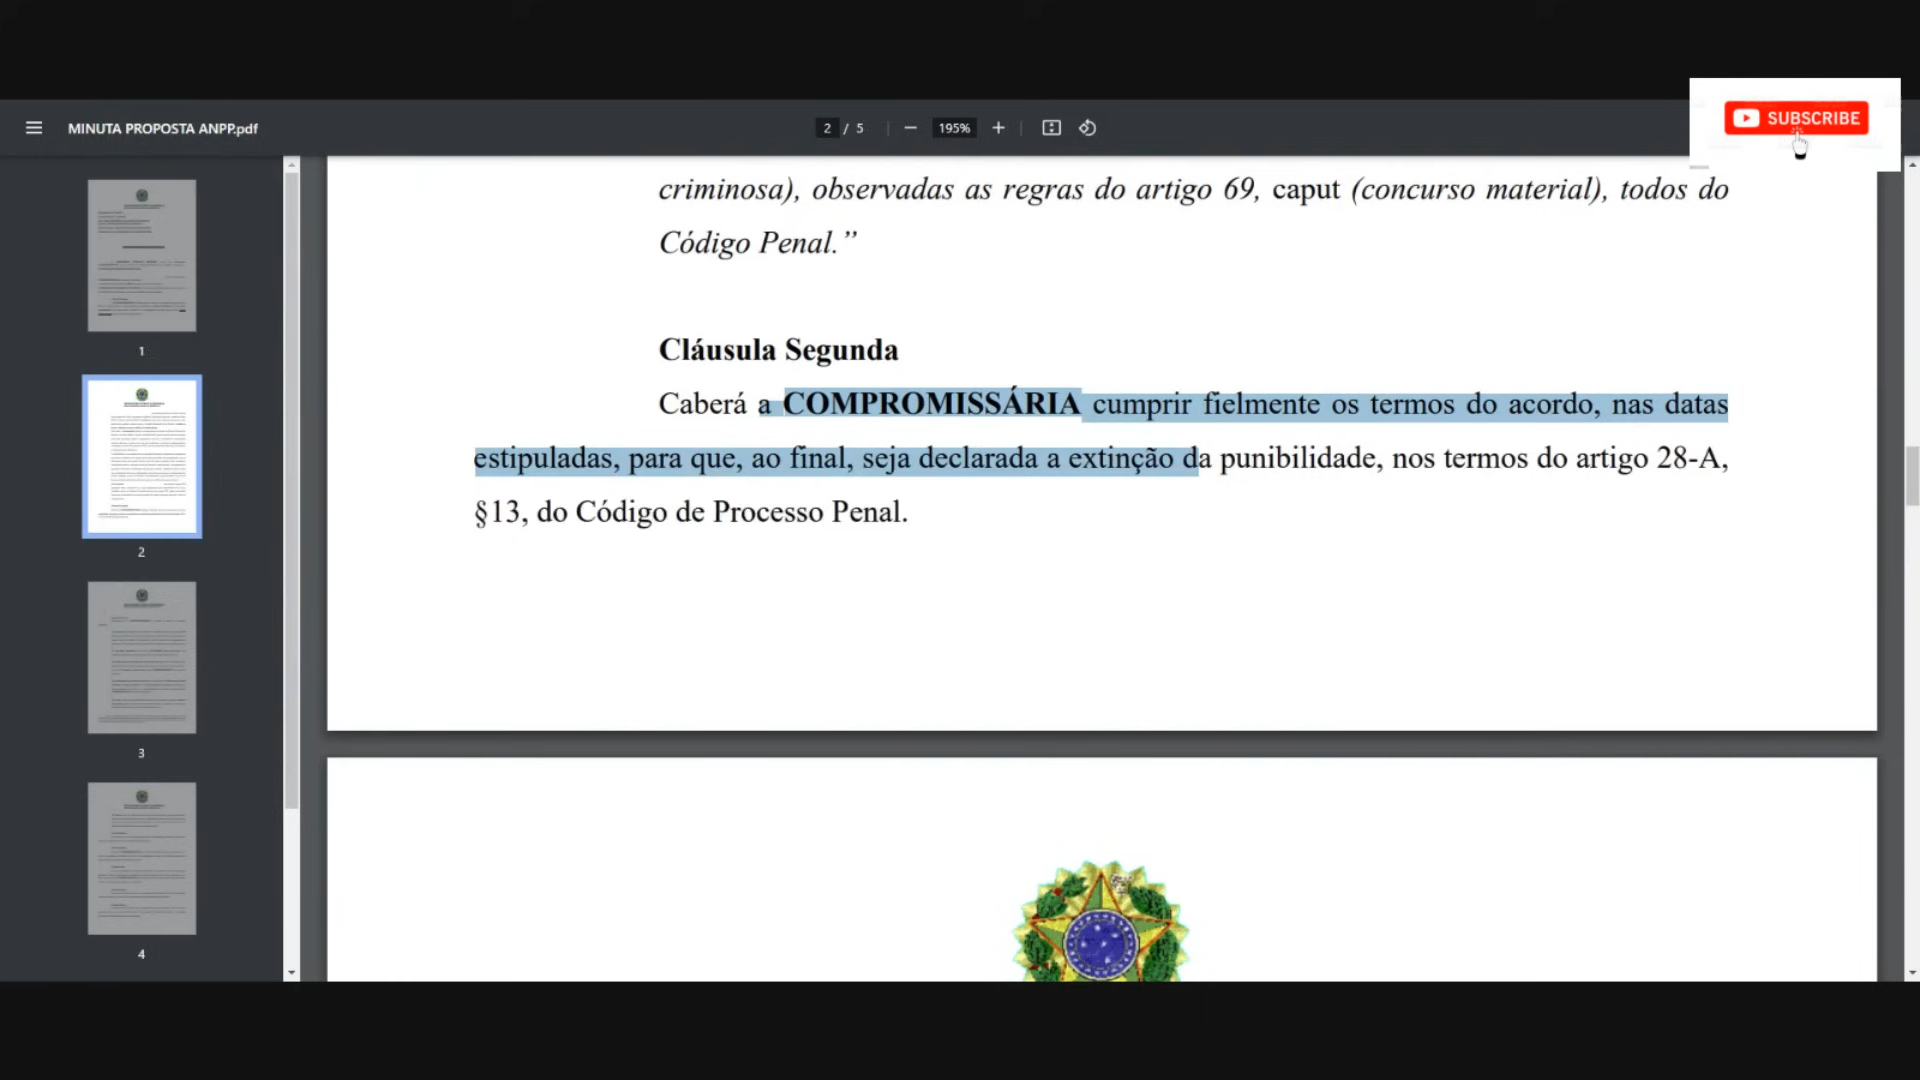 MINUTA PROPOSTA ANPP.pdf
2 / 5
195%
SUBSCRIBE
criminosa), observadas as regras do artigo 69, caput (concurso material), todos do
Código Penal.”
Cláusula Segunda
Caberá a COMPROMISSÁRIA cumprir fielmente os termos do acordo, nas datas
estipuladas, para que, ao final, seja declarada a extinção da punibilidade, nos termos do artigo 28-A,
§13, do Código de Processo Penal.
1
2
3
4